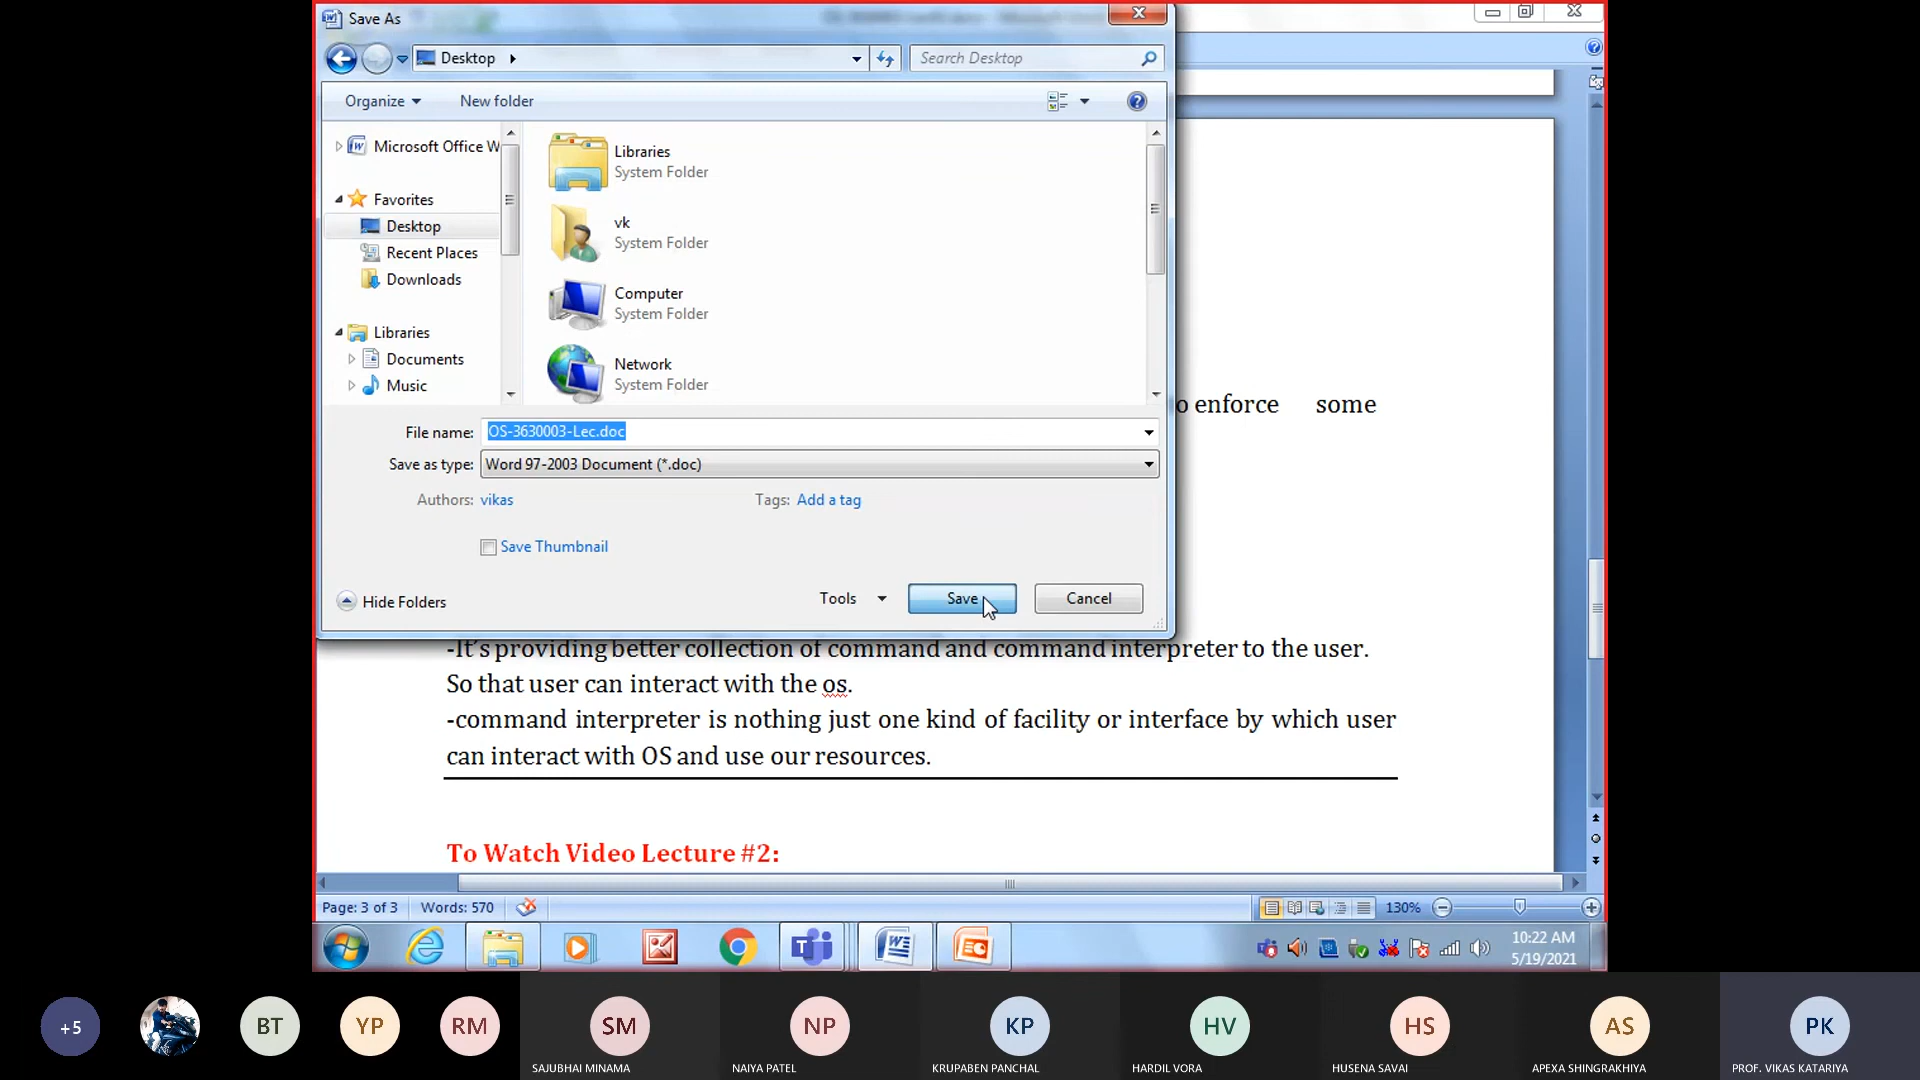 Save As
Desktop
Search Desktop
Organize
New folder
Microsoft Office W
Favorites
Desktop
Recent Places
Downloads
Libraries
Documents
Music
Libraries
System Folder
vk
System Folder
Computer
System Folder
Network
System Folder
File name: OS-3630003-Lec.doc
Save as type: Word 97-2003 Document (*.doc)
Authors: vikas
Tags: Add a tag
Save Thumbnail
Hide Folders
Tools
Save
Cancel
o enforce some
-It's providing better collection of command and command interpreter to the user.
So that user can interact with the os.
-command interpreter is nothing just one kind of facility or interface by which user
can interact with OS and use our resources.
To Watch Video Lecture #2:
Page: 3 of 3
Words: 570
130%
10:22 AM
5/19/2021
+5
BT
YP
RM
SM
SAJUBHAI MINAMA
NP
NAIYA PATEL
KP
KRUPABEN PANCHAL
HV
HARDIL VORA
HS
HUSENA SAVAI
AS
APEXA SHINGRAKHIYA
PK
PROF. VIKAS KATARIYA